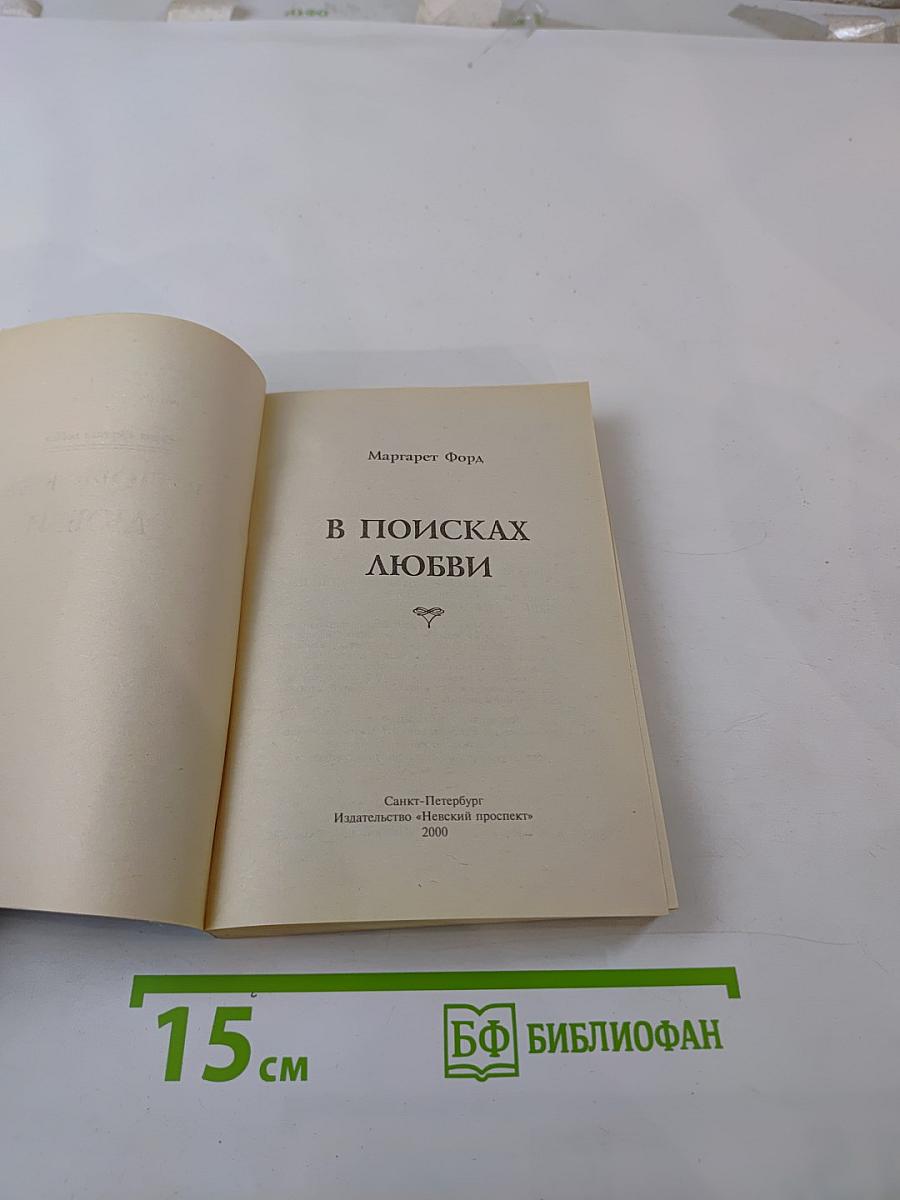 Маргарет Форд
В ПОИСКАХ
ЛЮБВИ
Санкт-Петербург
Издательство «Невский проспект»
2000
15 см
БФ БИБЛИОФАН